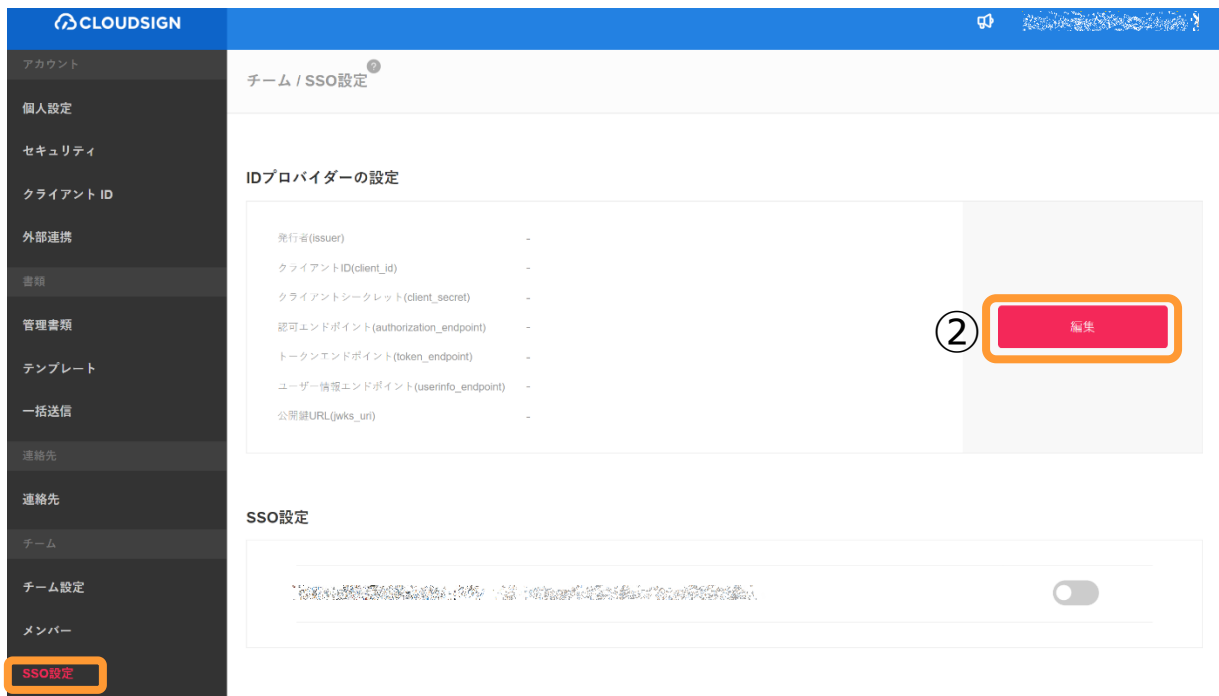 CLOUDSIGN
アカウント
個人設定
セキュリティ
クライアント ID
外部連携
書類
管理書類
テンプレート
一括送信
連絡先
連絡先
チーム
チーム設定
メンバー
SSO設定
チーム / SSO設定 ?
IDプロバイダーの設定
発行者(issuer) -
クライアントID(client_id) -
クライアントシークレット(client_secret) -
認可エンドポイント(authorization_endpoint) -
トークンエンドポイント(token_endpoint) -
ユーザー情報エンドポイント(userinfo_endpoint) -
公開鍵URL(jwks_uri) -
② 編集
SSO設定